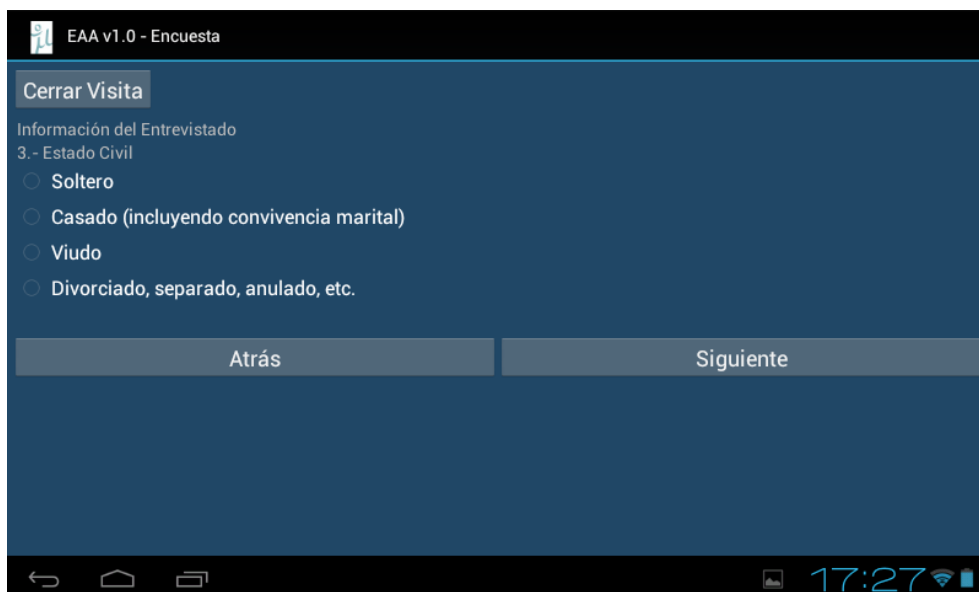 EAA v1.0 - Encuesta
Cerrar Visita
Información del Entrevistado
3.- Estado Civil
Soltero
Casado (incluyendo convivencia marital)
Viudo
Divorciado, separado, anulado, etc.
Atrás
Siguiente
17:27